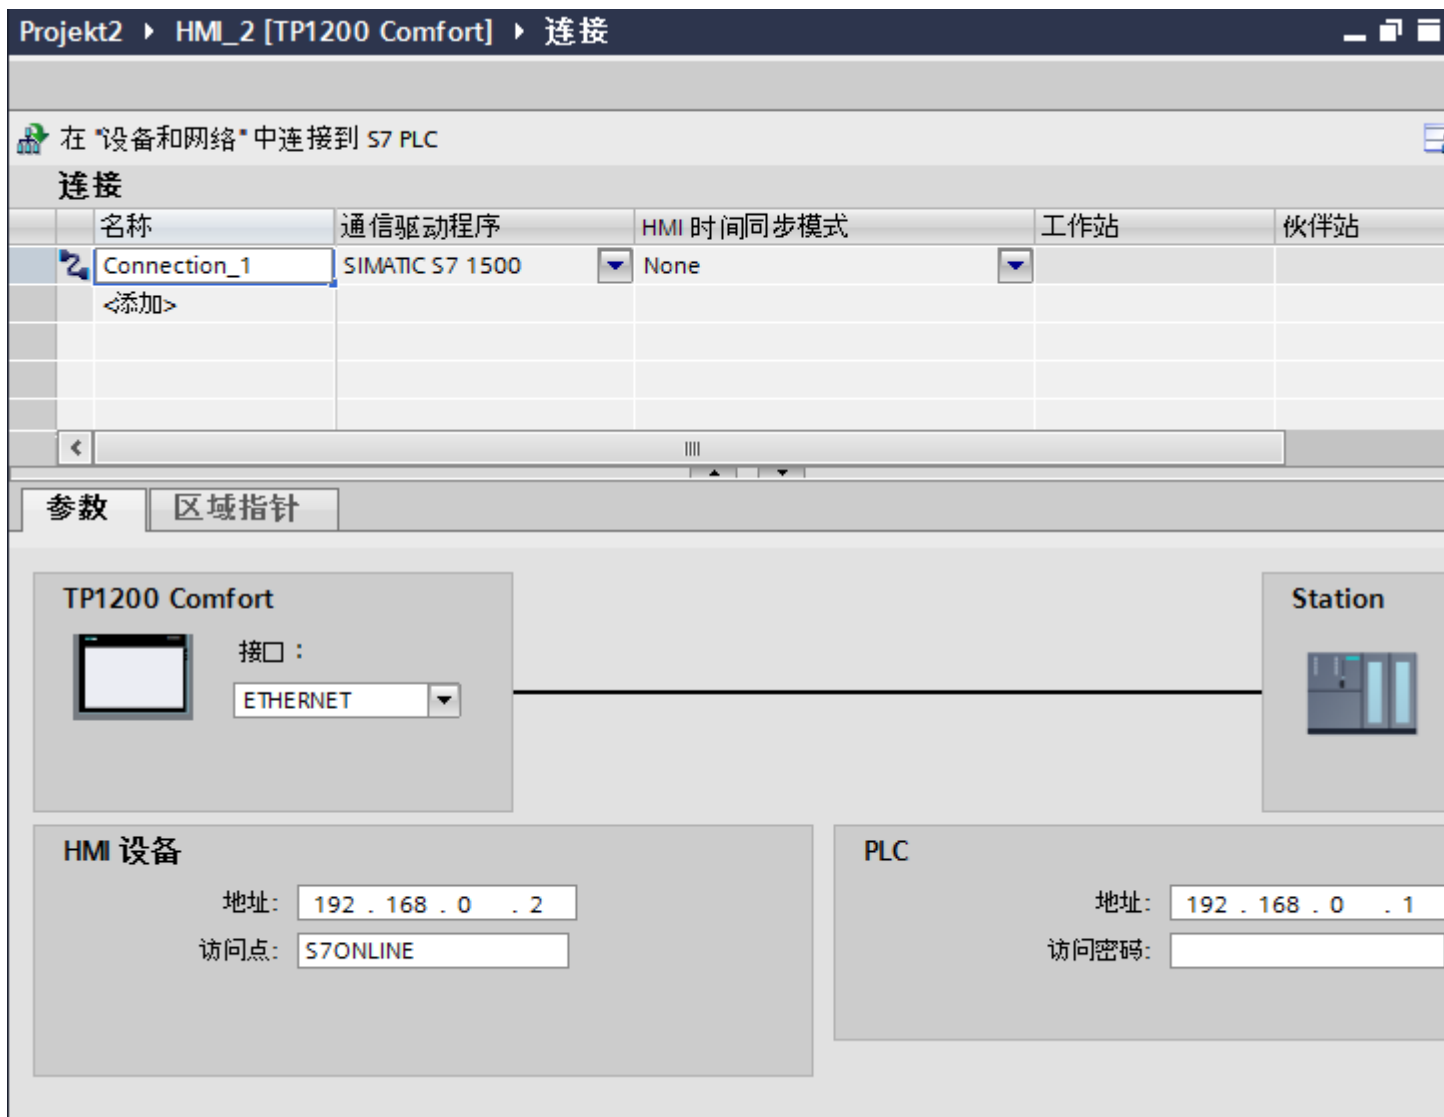 Projekt2 ▸ HMI_2 [TP1200 Comfort] ▸ 连接
在 "设备和网络" 中连接到 S7 PLC
连接
名称 通信驱动程序 HMI 时间同步模式 工作站 伙伴站
Connection_1 SIMATIC S7 1500 None
<添加>
参数 区域指针
TP1200 Comfort Station
接口：
ETHERNET
HMI 设备 PLC
地址: 192 . 168 . 0 . 2 地址: 192 . 168 . 0 . 1
访问点: S7ONLINE 访问密码: